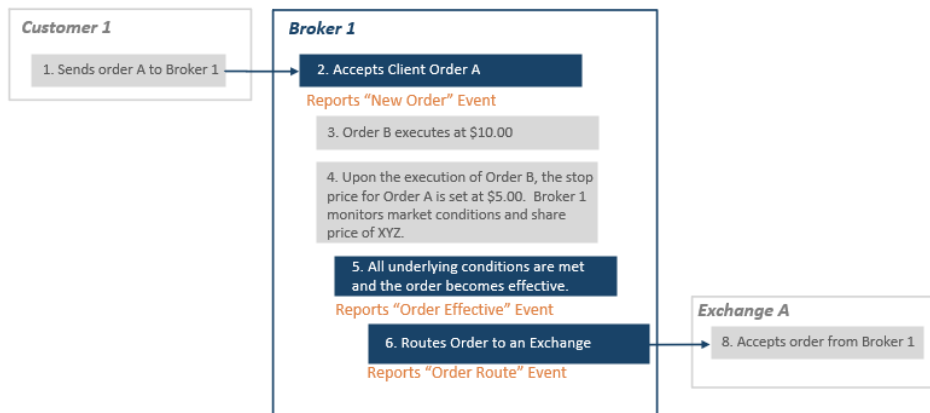 Customer 1
1. Sends order A to Broker 1
Broker 1
2. Accepts Client Order A
Reports “New Order” Event
3. Order B executes at $10.00
4. Upon the execution of Order B, the stop
price for Order A is set at $5.00. Broker 1
monitors market conditions and share
price of XYZ.
5. All underlying conditions are met
and the order becomes effective.
Reports “Order Effective” Event
6. Routes Order to an Exchange
Reports “Order Route” Event
Exchange A
8. Accepts order from Broker 1